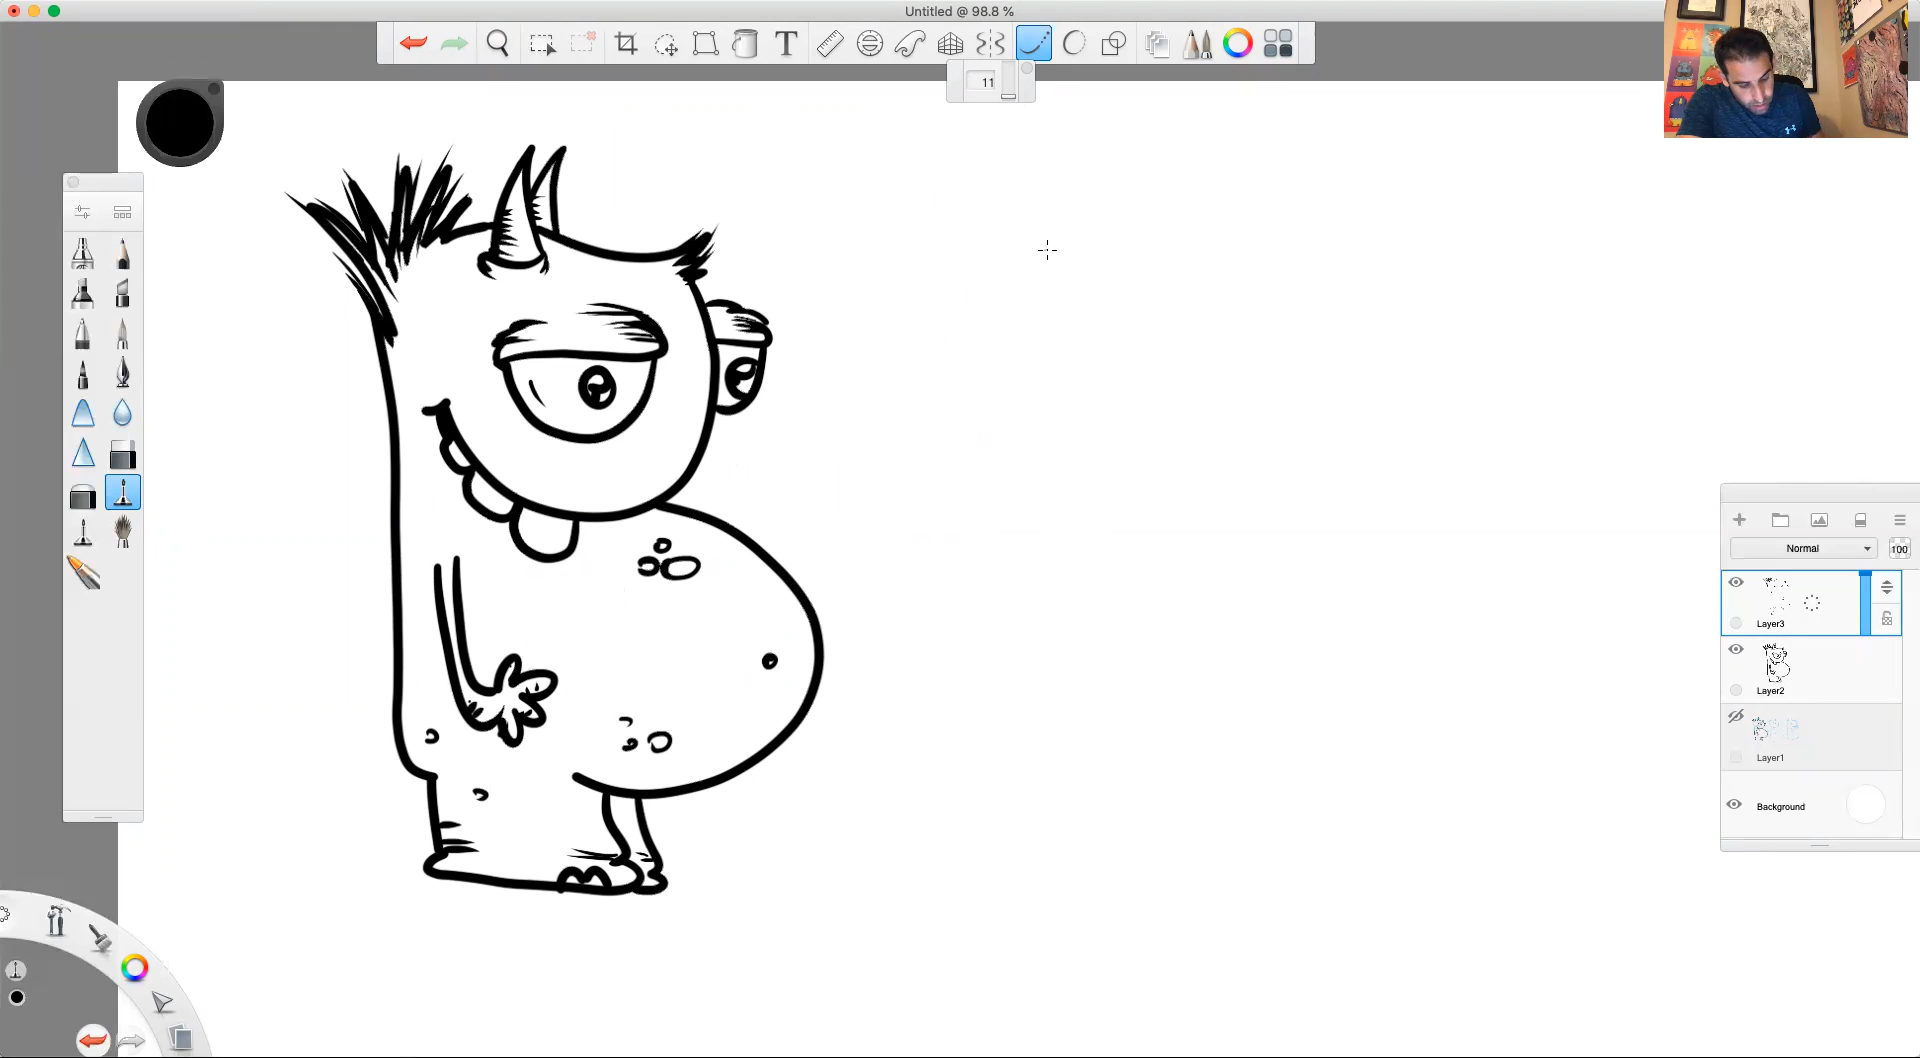 Untitled @ 98.8 %
T
11
Normal
100
Layer3
Layer2
Layer1
Background